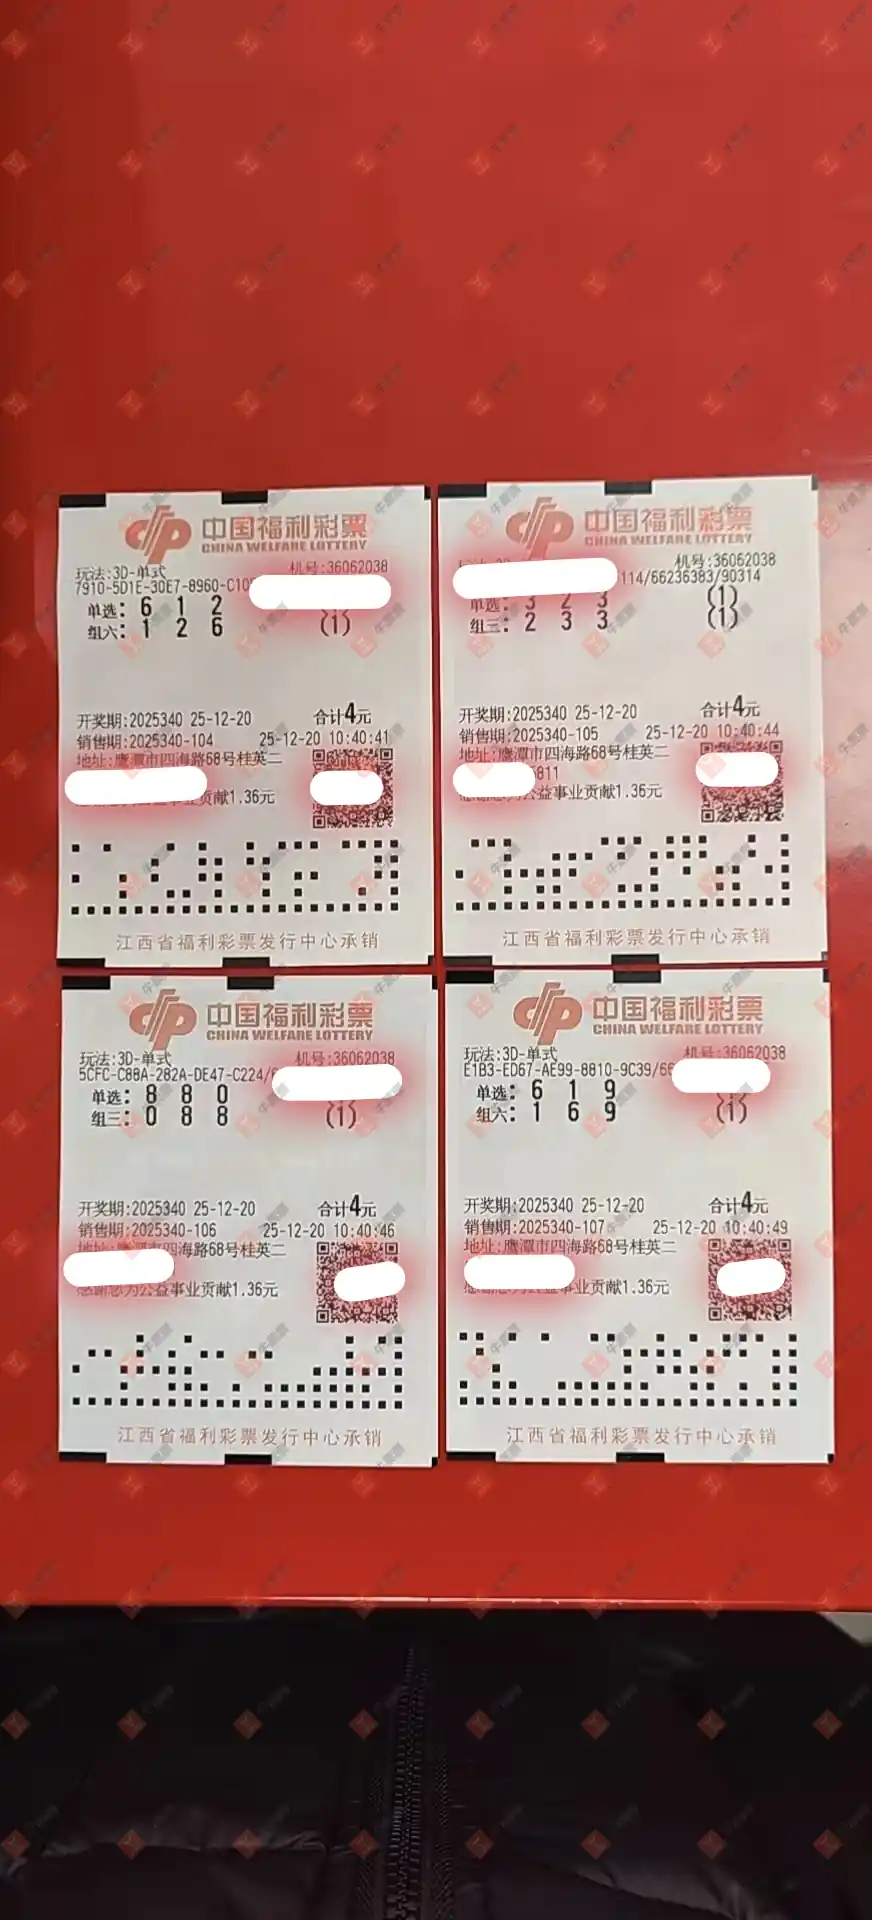 中国福利彩票
CHINA WELFARE LOTTERY
玩法:3D-单式 机号:36062038
7910-5D1E-30E7-8960-C10
单选: 6 1 2
组六: 1 2 6 (1)
开奖期:2025340 25-12-20 合计4元
销售期:2025340-104 25-12-20 10:40:41
地址:鹰潭市四海路68号桂英二
贡献1.36元
江西省福利彩票发行中心承销
中国福利彩票
CHINA WELFARE LOTTERY
机号:36062038
114/66236383/90314
单选: 3 2 3 (1)
组三: 2 3 3 (1)
开奖期:2025340 25-12-20 合计4元
销售期:2025340-105 25-12-20 10:40:44
地址:鹰潭市四海路68号桂英二
811
公益事业贡献1.36元
江西省福利彩票发行中心承销
中国福利彩票
CHINA WELFARE LOTTERY
玩法:3D-单式 机号:36062038
5CFC-C88A-282A-DE47-C224/
单选: 8 8 0
组三: 0 8 8 (1)
开奖期:2025340 25-12-20 合计4元
销售期:2025340-106 25-12-20 10:40:46
四海路68号桂英二
公益事业贡献1.36元
江西省福利彩票发行中心承销
中国福利彩票
CHINA WELFARE LOTTERY
玩法:3D-单式 机号:36062038
E1B3-ED67-AE99-8810-9C39/66
单选: 6 1 9
组六: 1 6 9 (1)
开奖期:2025340 25-12-20 合计4元
销售期:2025340-107 25-12-20 10:40:49
地址:鹰潭市四海路68号桂英二
事业贡献1.36元
江西省福利彩票发行中心承销